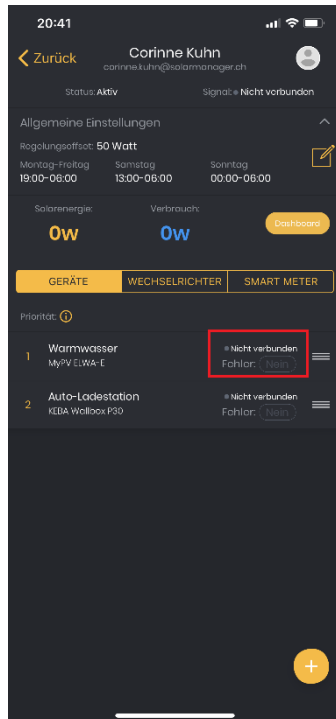 20:41
Zurück
Corinne Kuhn
corinne.kuhn@solarmanager.ch
Status: Aktiv
Signal: Nicht verbunden
Allgemeine Einstellungen
Regelungsoffset: 50 Watt
Montag-Freitag Samstag Sonntag
19:00-06:00 13:00-06:00 00:00-06:00
Solarenergie: Verbrauch:
0w 0w
Dashboard
GERÄTE WECHSELRICHTER SMART METER
Priorität: i
1 Warmwasser
MyPV ELWA-E
Nicht verbunden
Fehler: Nein
2 Auto-Ladestation
KEBA Wallbox P30
Nicht verbunden
Fehler: Nein
+